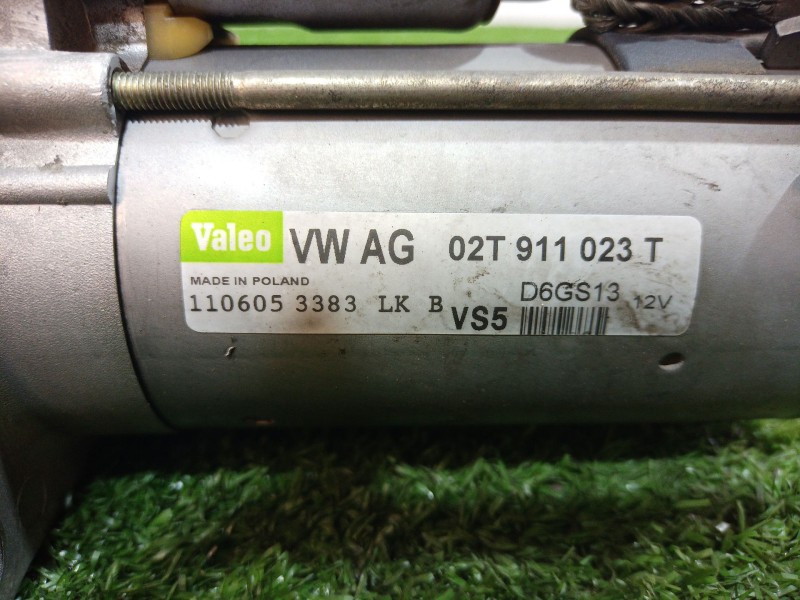 Valeo VW AG 02T 911 023 T
MADE IN POLAND
D6GS13 12V
110605 3383 LK B VS5